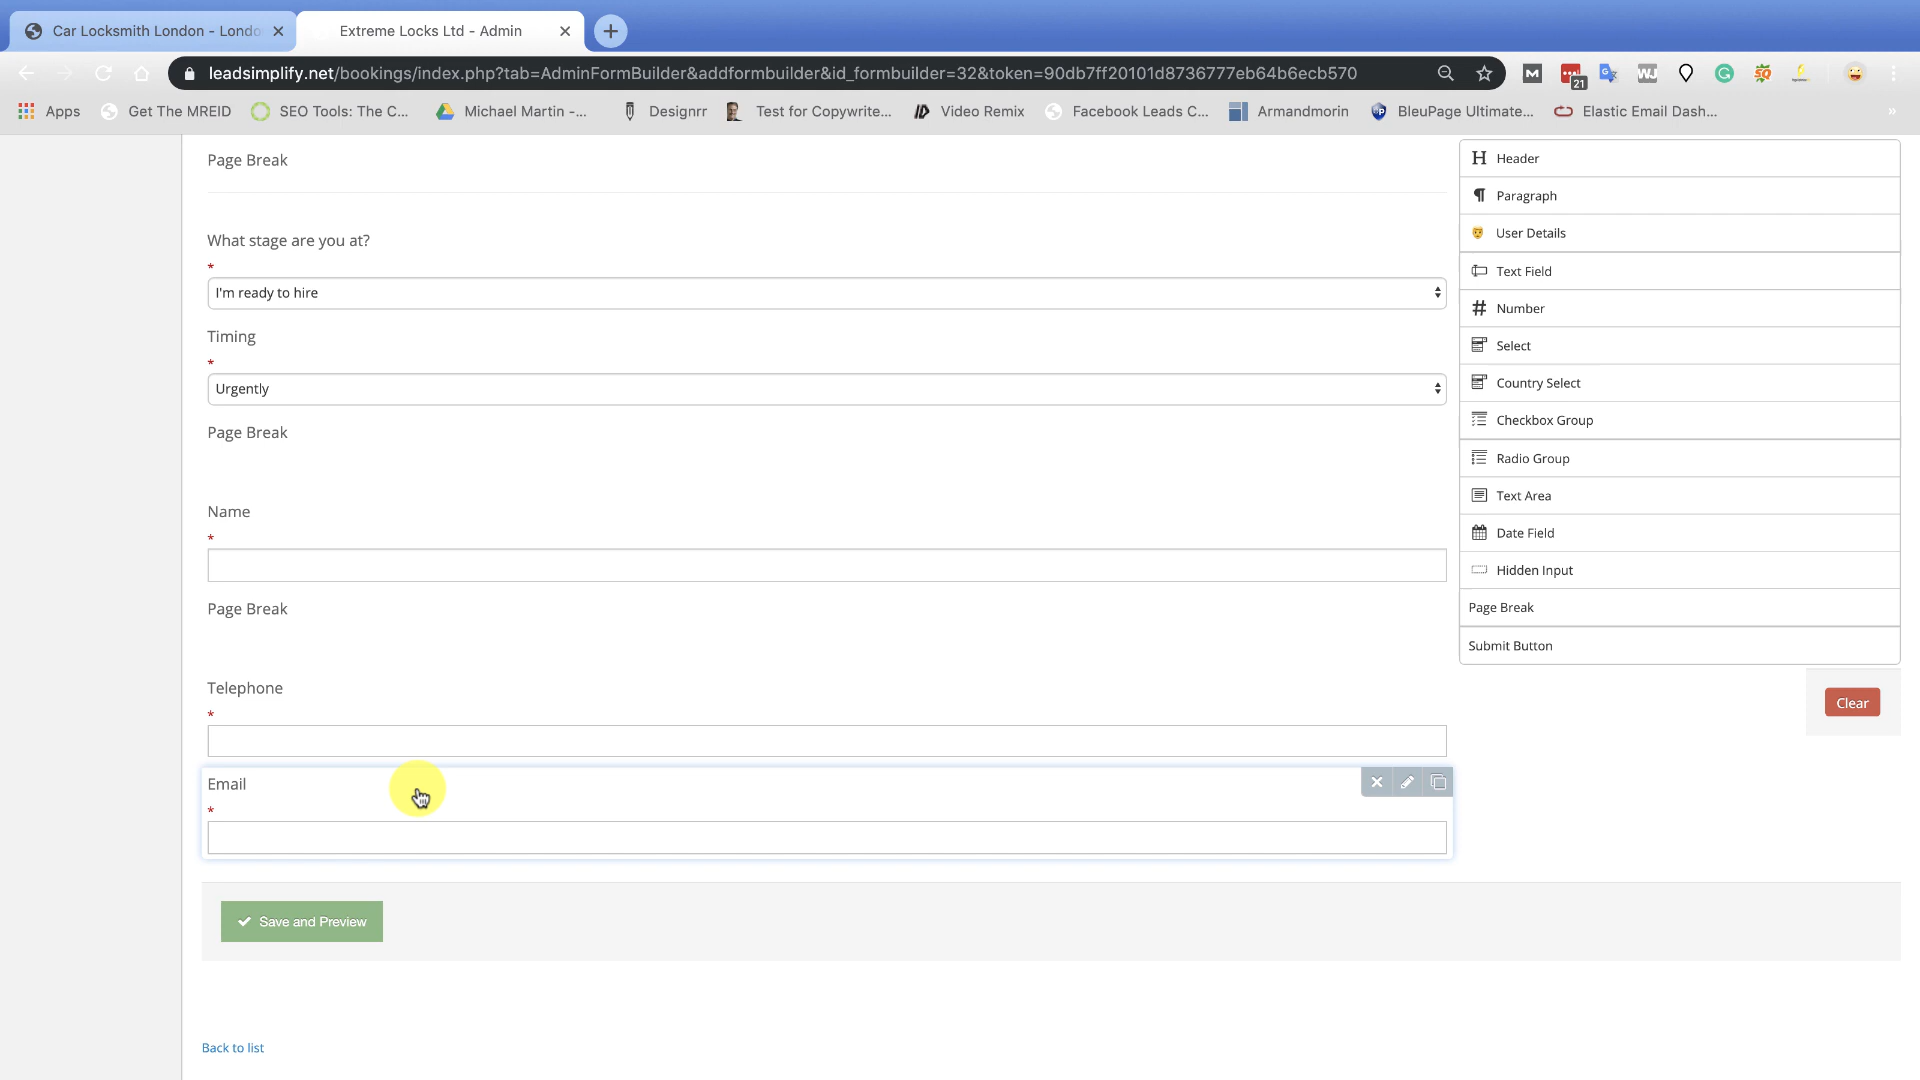 Car Locksmith London - Londo
Extreme Locks Ltd - Admin
leadsimplify.net/bookings/index.php?tab=AdminFormBuilder&addformbuilder&id_formbuilder=32&token=90db7ff20101d8736777eb64b6ecb570
21
Apps
Get The MREID
SEO Tools: The C...
Michael Martin -...
Designrr
Test for Copywrite...
Video Remix
Facebook Leads C...
Armandmorin
BleuPage Ultimate...
Elastic Email Dash...
»
Page Break
What stage are you at?
*
I'm ready to hire
Timing
*
Urgently
Page Break
Name
*
Page Break
Telephone
*
Email
*
Save and Preview
Back to list
Header
Paragraph
User Details
Text Field
Number
Select
Country Select
Checkbox Group
Radio Group
Text Area
Date Field
Hidden Input
Page Break
Submit Button
Clear